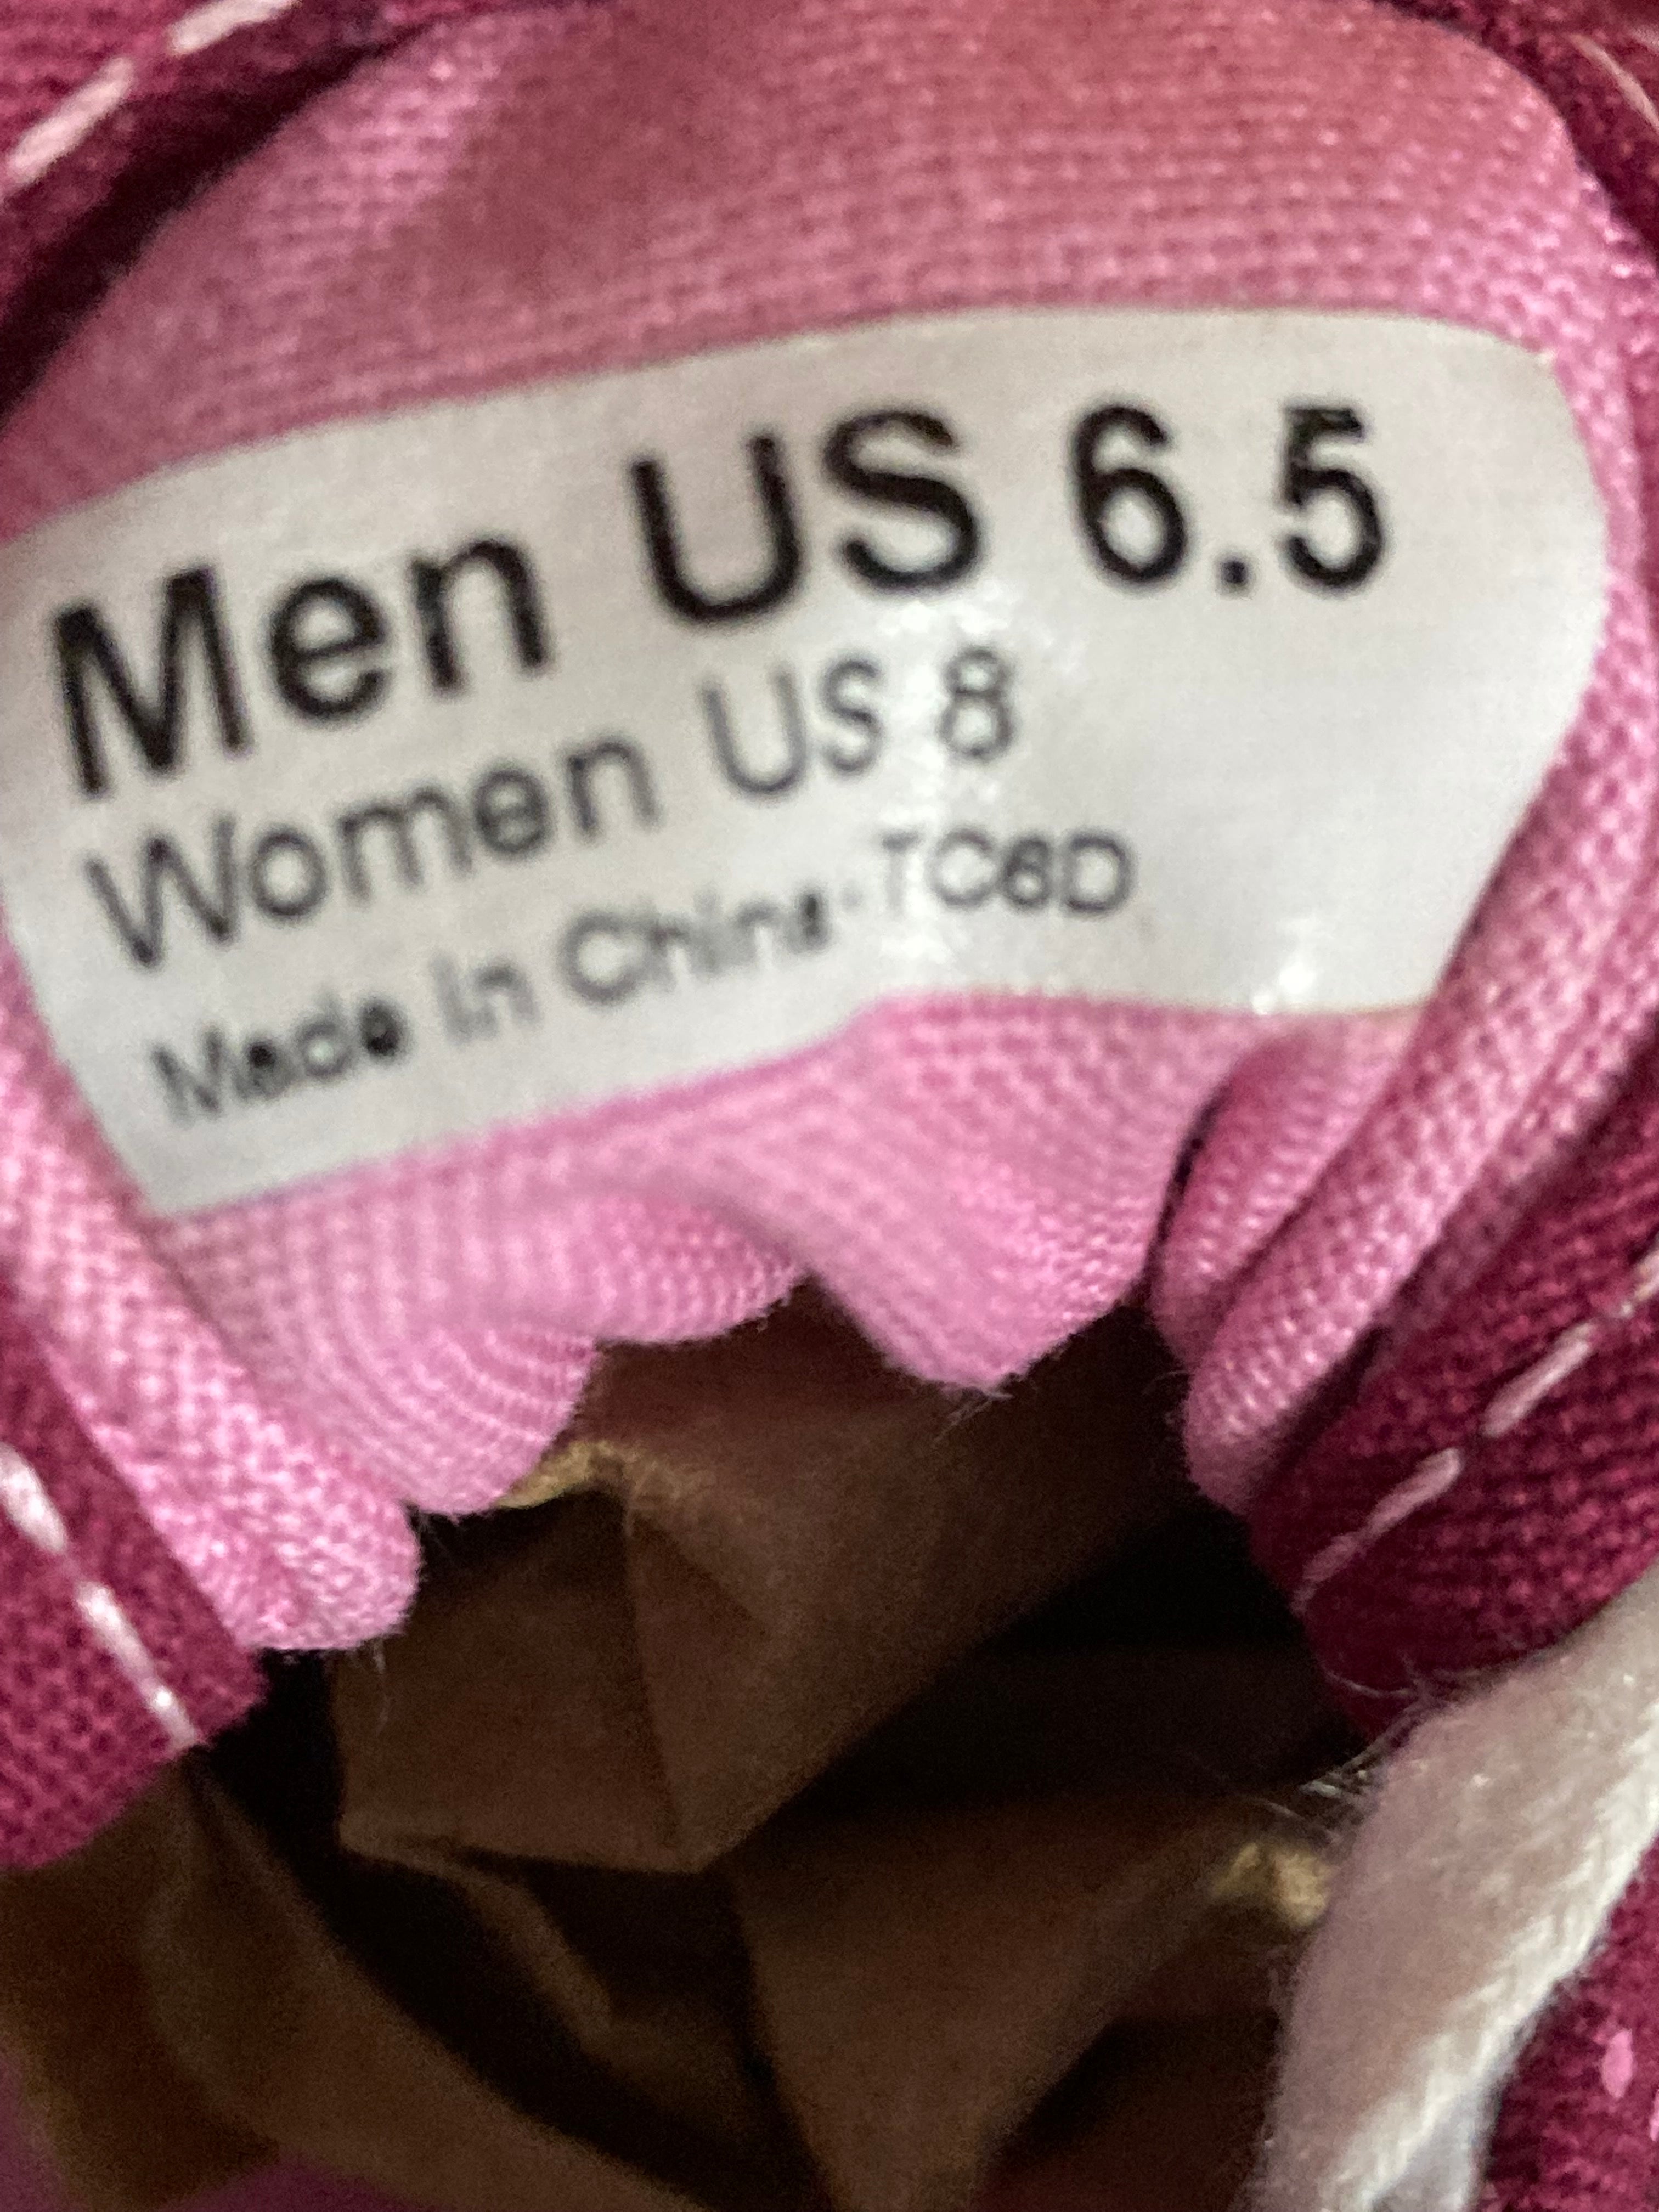 Men US 6.5
Women US 8
Made In China-TC6D